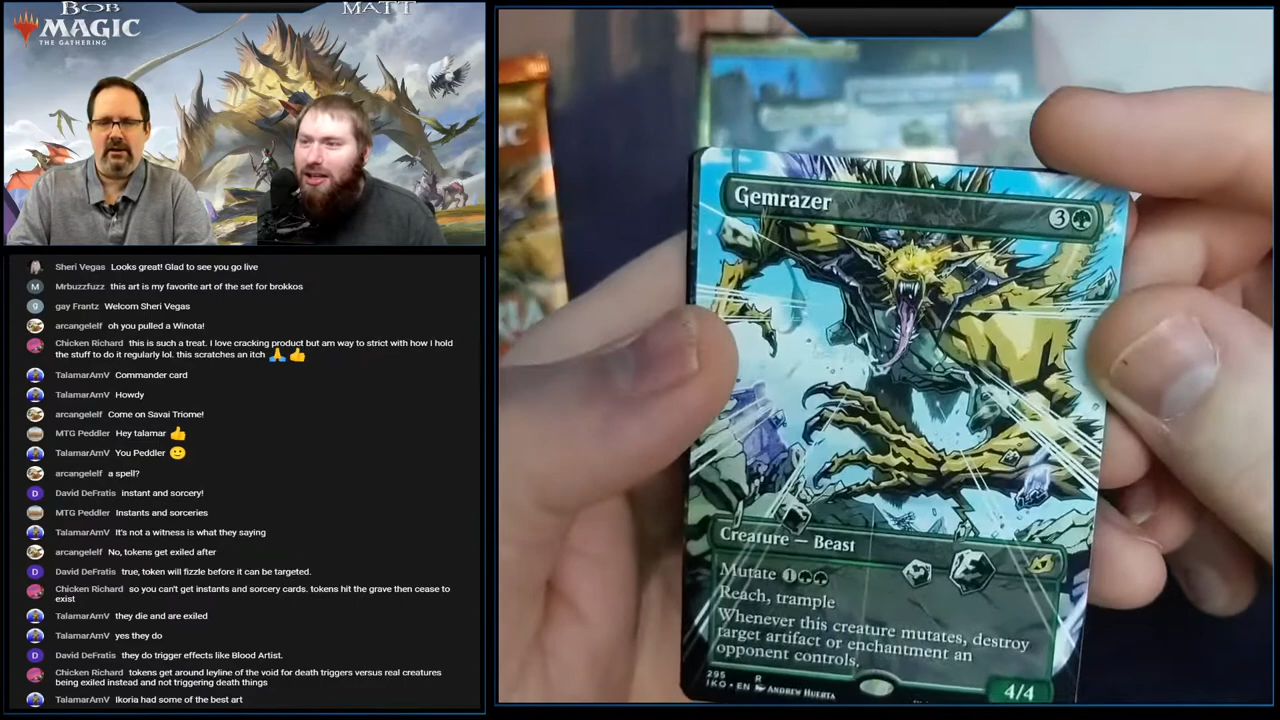 BOB
MATT
MAGIC
THE GATHERING
Sheri Vegas Looks great! Glad to see you go live
M Mrbuzzfuzz this art is my favorite art of the set for brokkos
g gay Frantz Welcom Sheri Vegas
arcangelelf oh you pulled a Winota!
Chicken Richard this is such a treat. I love cracking product but am way to strict with how I hold
the stuff to do it regularly lol. this scratches an itch 🙏 👍
TalamarAmV Commander card
TalamarAmV Howdy
arcangelelf Come on Savai Triome!
MTG Peddler Hey talamar 👍
TalamarAmV You Peddler 🙂
arcangelelf a spell?
D David DeFratis instant and sorcery!
MTG Peddler Instants and sorceries
TalamarAmV It's not a witness is what they saying
arcangelelf No, tokens get exiled after
D David DeFratis true, token will fizzle before it can be targeted.
Chicken Richard so you can't get instants and sorcery cards. tokens hit the grave then cease to
exist
TalamarAmV they die and are exiled
TalamarAmV yes they do
D David DeFratis they do trigger effects like Blood Artist.
Chicken Richard tokens get around leyline of the void for death triggers versus real creatures
being exiled instead and not triggering death things
TalamarAmV Ikoria had some of the best art
Gemrazer
3
Creature — Beast
Mutate 1
Reach, trample
Whenever this creature mutates, destroy
target artifact or enchantment an
opponent controls.
295 R
IKO • EN ANDREW HUERTA
4/4